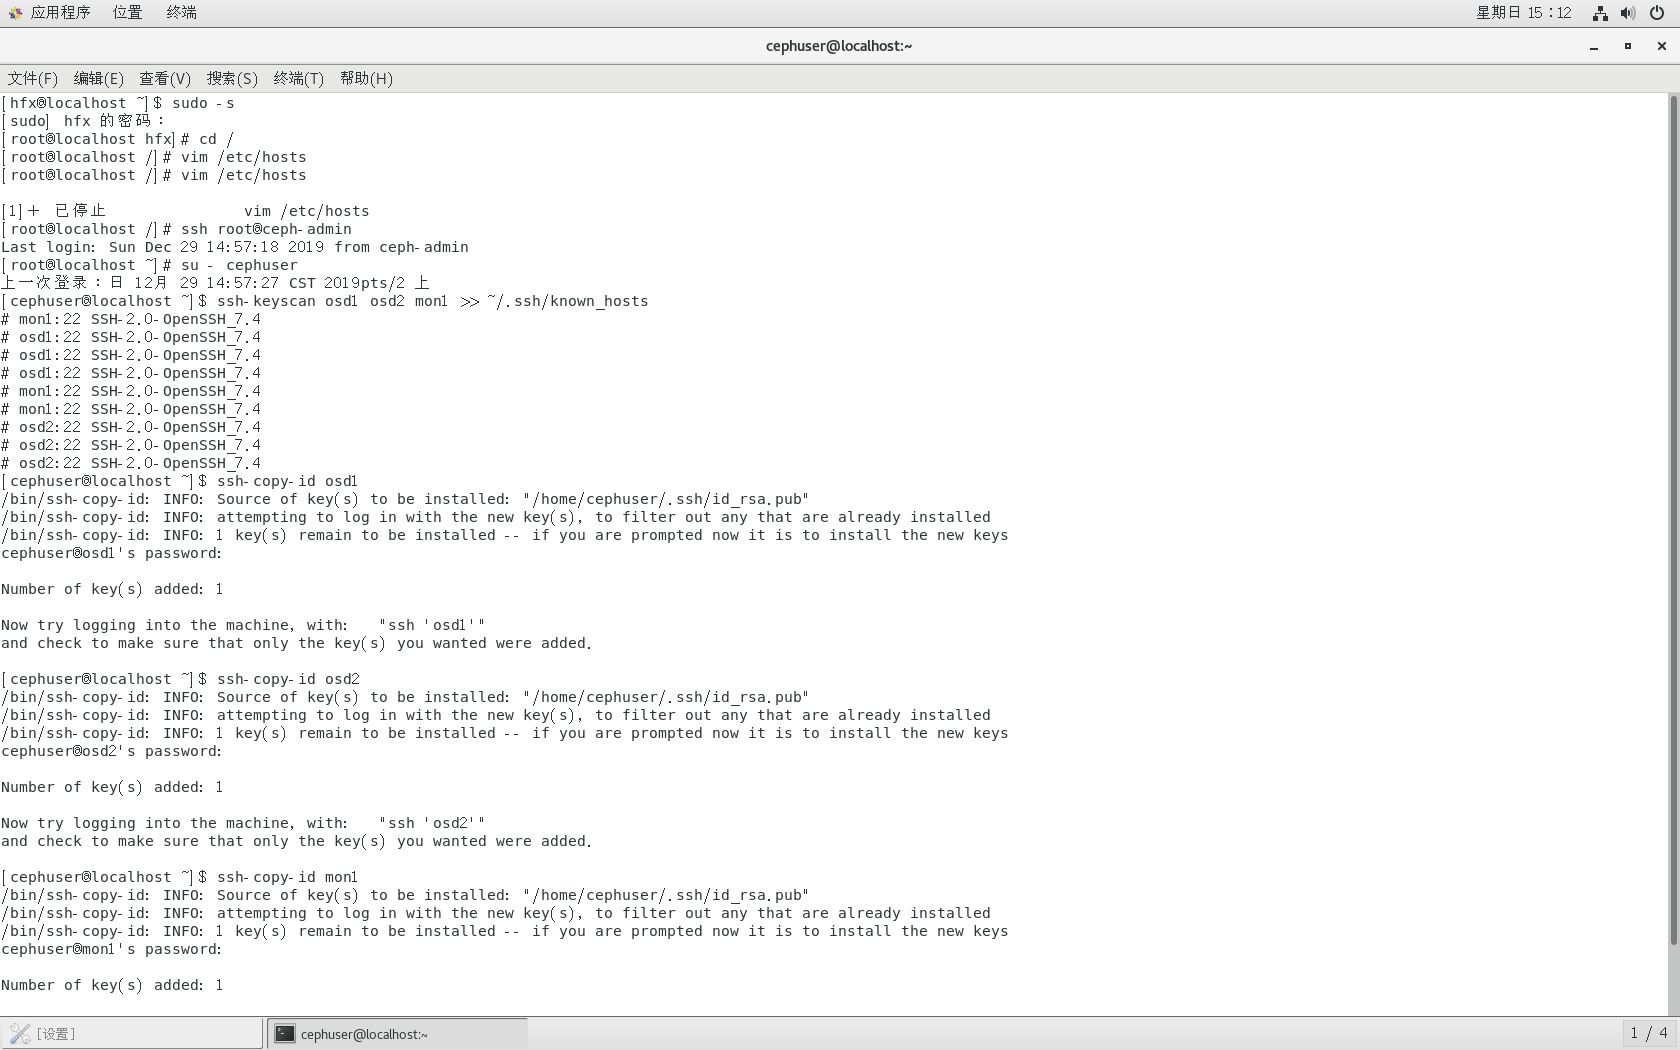 应用程序 位置 终端 星期日 15：12
cephuser@localhost:~
文件(F) 编辑(E) 查看(V) 搜索(S) 终端(T) 帮助(H)
[hfx@localhost ~]$ sudo -s
[sudo] hfx 的密码：
[root@localhost hfx]# cd /
[root@localhost /]# vim /etc/hosts
[root@localhost /]# vim /etc/hosts
[1]+ 已停止 vim /etc/hosts
[root@localhost /]# ssh root@ceph-admin
Last login: Sun Dec 29 14:57:18 2019 from ceph-admin
[root@localhost ~]# su - cephuser
上一次登录：日 12月 29 14:57:27 CST 2019pts/2 上
[cephuser@localhost ~]$ ssh-keyscan osd1 osd2 mon1 >> ~/.ssh/known_hosts
# mon1:22 SSH-2.0-OpenSSH_7.4
# osd1:22 SSH-2.0-OpenSSH_7.4
# osd1:22 SSH-2.0-OpenSSH_7.4
# osd1:22 SSH-2.0-OpenSSH_7.4
# mon1:22 SSH-2.0-OpenSSH_7.4
# mon1:22 SSH-2.0-OpenSSH_7.4
# osd2:22 SSH-2.0-OpenSSH_7.4
# osd2:22 SSH-2.0-OpenSSH_7.4
# osd2:22 SSH-2.0-OpenSSH_7.4
[cephuser@localhost ~]$ ssh-copy-id osd1
/bin/ssh-copy-id: INFO: Source of key(s) to be installed: "/home/cephuser/.ssh/id_rsa.pub"
/bin/ssh-copy-id: INFO: attempting to log in with the new key(s), to filter out any that are already installed
/bin/ssh-copy-id: INFO: 1 key(s) remain to be installed -- if you are prompted now it is to install the new keys
cephuser@osd1's password:
Number of key(s) added: 1
Now try logging into the machine, with: "ssh 'osd1'"
and check to make sure that only the key(s) you wanted were added.
[cephuser@localhost ~]$ ssh-copy-id osd2
/bin/ssh-copy-id: INFO: Source of key(s) to be installed: "/home/cephuser/.ssh/id_rsa.pub"
/bin/ssh-copy-id: INFO: attempting to log in with the new key(s), to filter out any that are already installed
/bin/ssh-copy-id: INFO: 1 key(s) remain to be installed -- if you are prompted now it is to install the new keys
cephuser@osd2's password:
Number of key(s) added: 1
Now try logging into the machine, with: "ssh 'osd2'"
and check to make sure that only the key(s) you wanted were added.
[cephuser@localhost ~]$ ssh-copy-id mon1
/bin/ssh-copy-id: INFO: Source of key(s) to be installed: "/home/cephuser/.ssh/id_rsa.pub"
/bin/ssh-copy-id: INFO: attempting to log in with the new key(s), to filter out any that are already installed
/bin/ssh-copy-id: INFO: 1 key(s) remain to be installed -- if you are prompted now it is to install the new keys
cephuser@mon1's password:
Number of key(s) added: 1
[设置] cephuser@localhost:~ 1 / 4